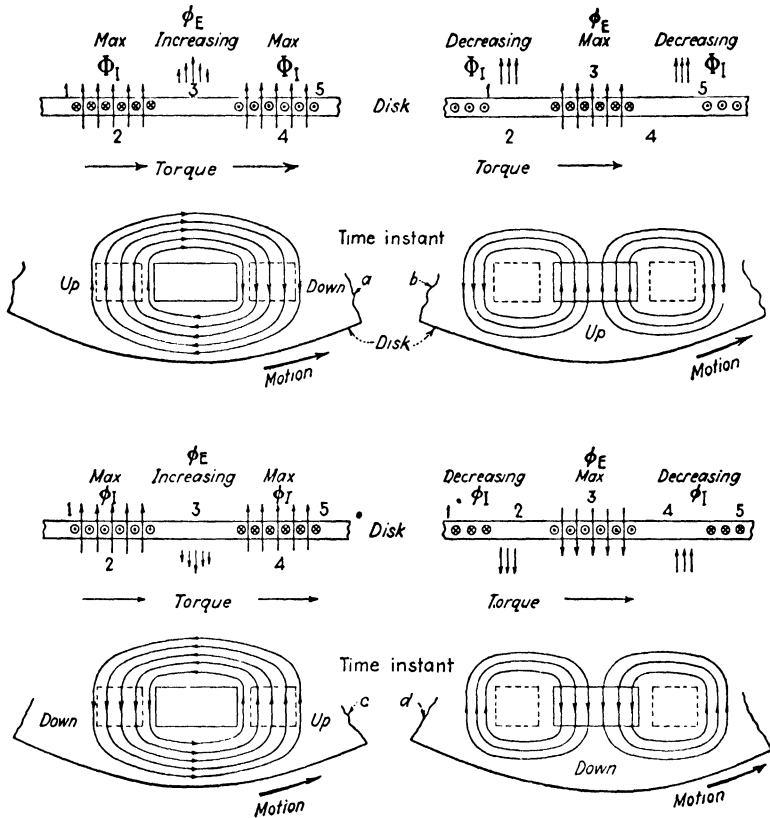 ϕE
Max Increasing Max
ΦI ΦI
1 3 5
2 4
Disk
Torque
ϕE
Decreasing Max Decreasing
ΦI ΦI
3
5
2 4
Torque
Time instant
Up Down a b
Up
Disk
Motion Motion
ϕE
Max Increasing Max
ϕI ϕI
1 3 5
2 4
Disk
Torque
ϕE
Decreasing Max Decreasing
ϕI 3 ϕI
2 4 5
Torque
Time instant
Down Up c d
Down
Motion Motion